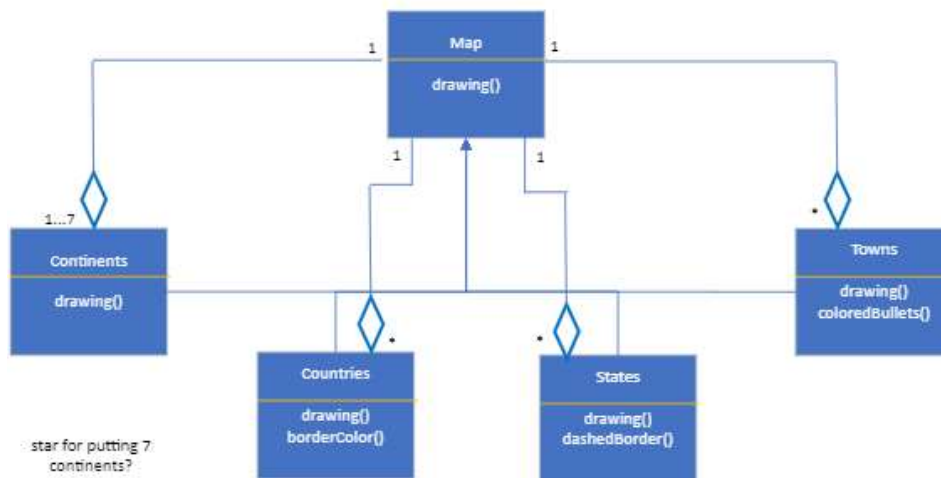 1
Map
1
drawing()
1
1
1...7
*
Continents
drawing()
Towns
drawing()
coloredBullets()
*
*
Countries
drawing()
borderColor()
States
drawing()
dashedBorder()
star for putting 7
continents?